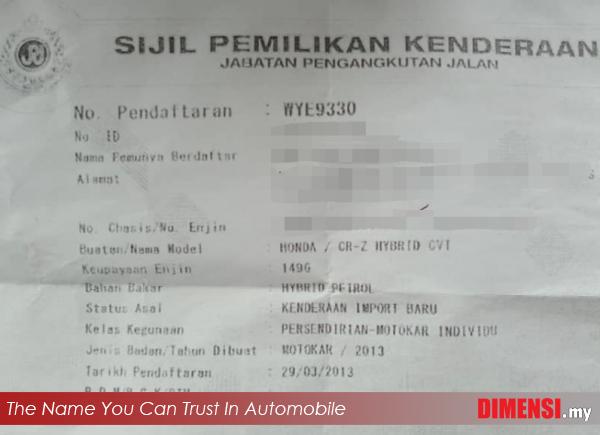 SIJIL PEMILIKAN KENDERAAN
JABATAN PENGANGKUTAN JALAN
No. Pendaftaran : WYE9330
No ID
Nama Pemunya Berdaftar
Alamat
No. Chasis/No. Enjin
Buatan/Nama Model : HONDA / CR-Z HYBRID CVT
Keupayaan Enjin : 1496
Bahan Bakar : HYBRID PETROL
Status Asal : KENDERAAN IMPORT BARU
Kelas Kegunaan : PERSENDIRIAN-MOTOKAR INDIVIDU
Jenis Badan/Tahun Dibuat : MOTOKAR / 2013
Tarikh Pendaftaran : 29/03/2013
The Name You Can Trust In Automobile
DIMENSI.my